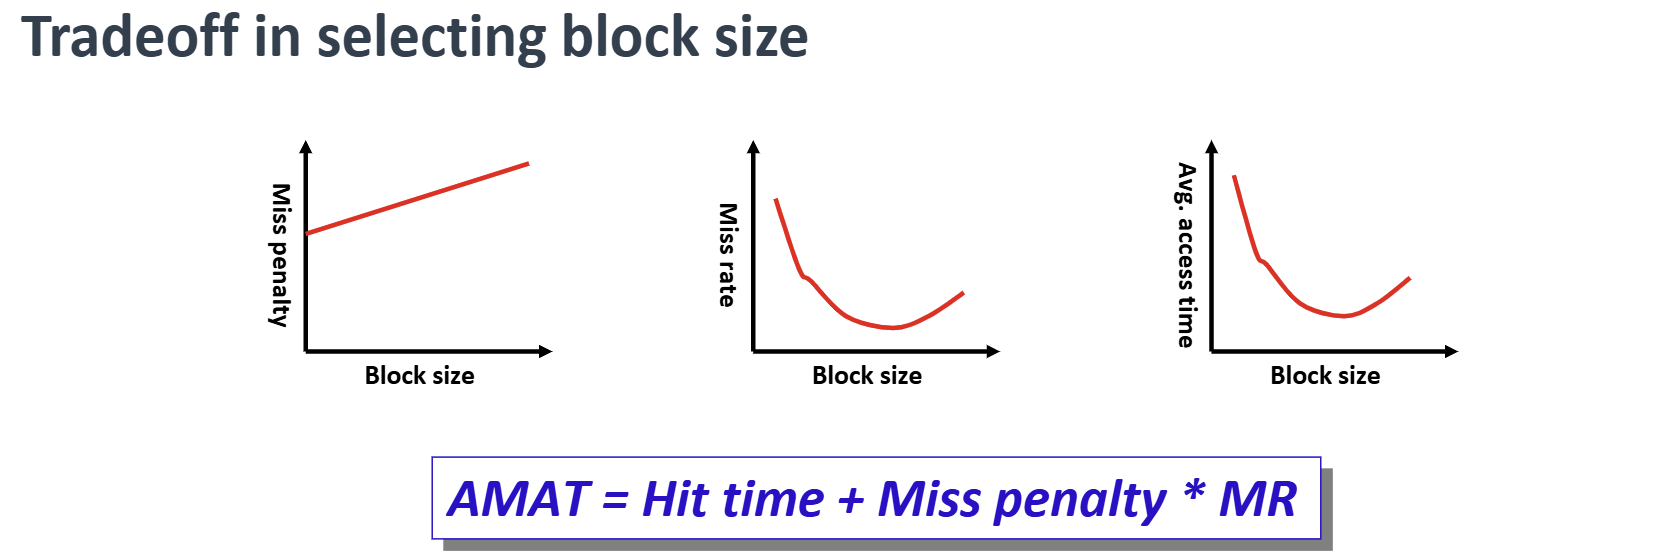 Tradeoff in selecting block size
Miss penalty
Block size
Miss rate
Block size
Avg. access time
Block size
AMAT = Hit time + Miss penalty * MR